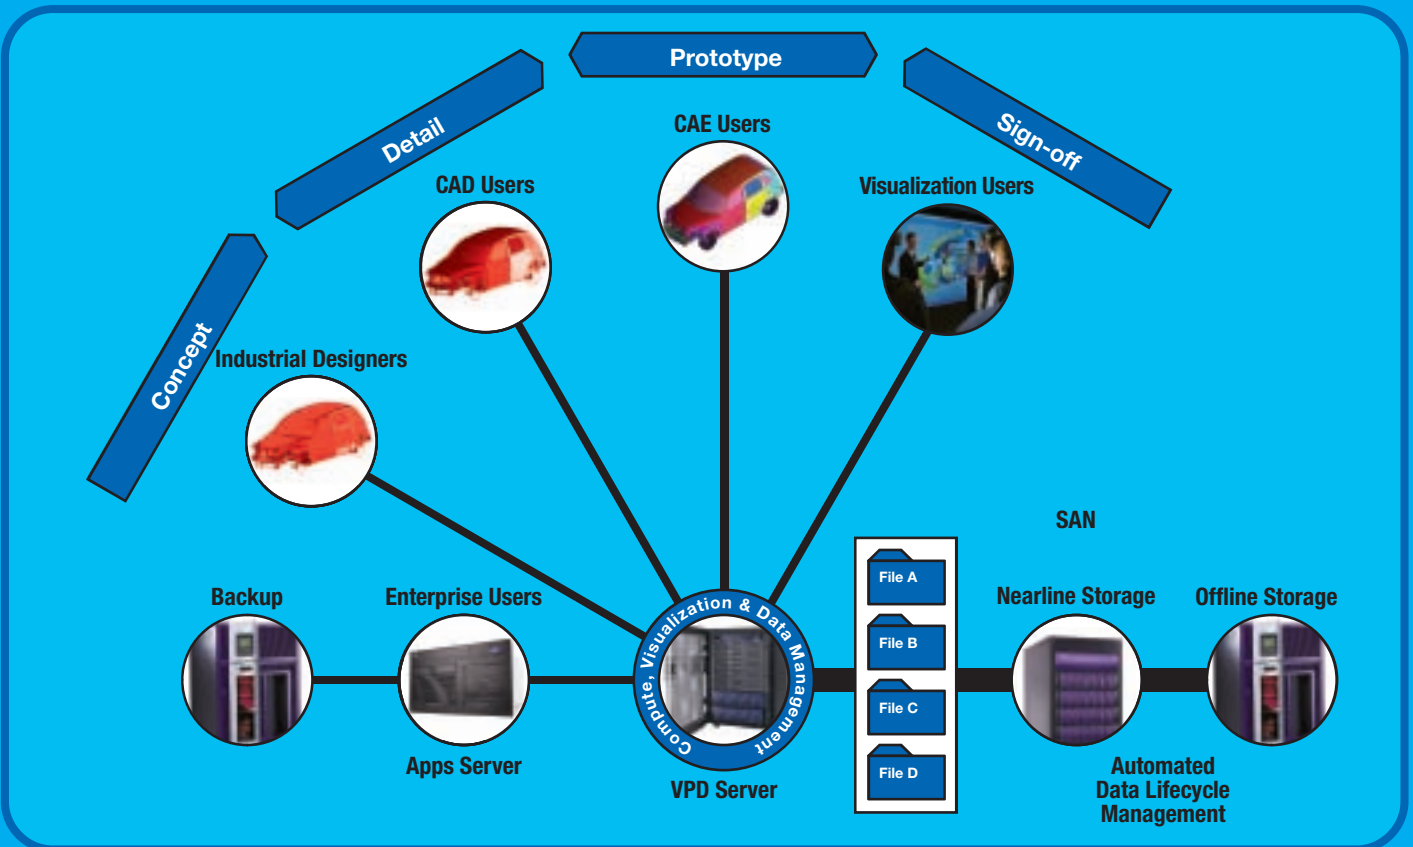 Prototype
Detail
Sign-off
Concept
CAE Users
CAD Users
Visualization Users
Industrial Designers
SAN
Backup
Enterprise Users
Nearline Storage
Offline Storage
Compute, Visualization & Data Management
File A
File B
File C
File D
Apps Server
VPD Server
Automated
Data Lifecycle
Management